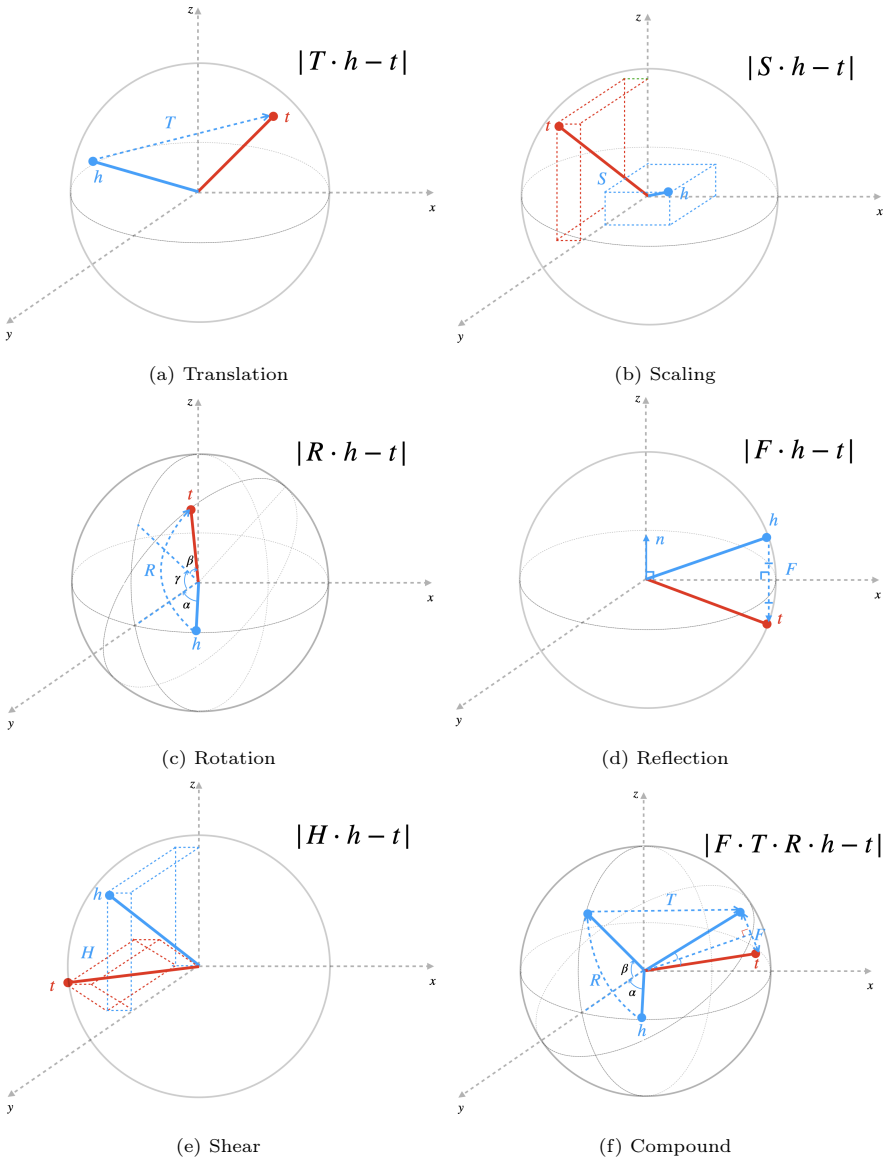 z
|T · h − t|
T
t
h
x
y
(a) Translation
z
|S · h − t|
t
S
h
x
y
(b) Scaling
z
|R · h − t|
t
β
R
γ
α
x
h
y
(c) Rotation
z
|F · h − t|
h
n
F
x
t
y
(d) Reflection
z
|H · h − t|
h
H
x
t
y
(e) Shear
z
|F · T · R · h − t|
T
F
t
β
R
α
x
h
y
(f) Compound